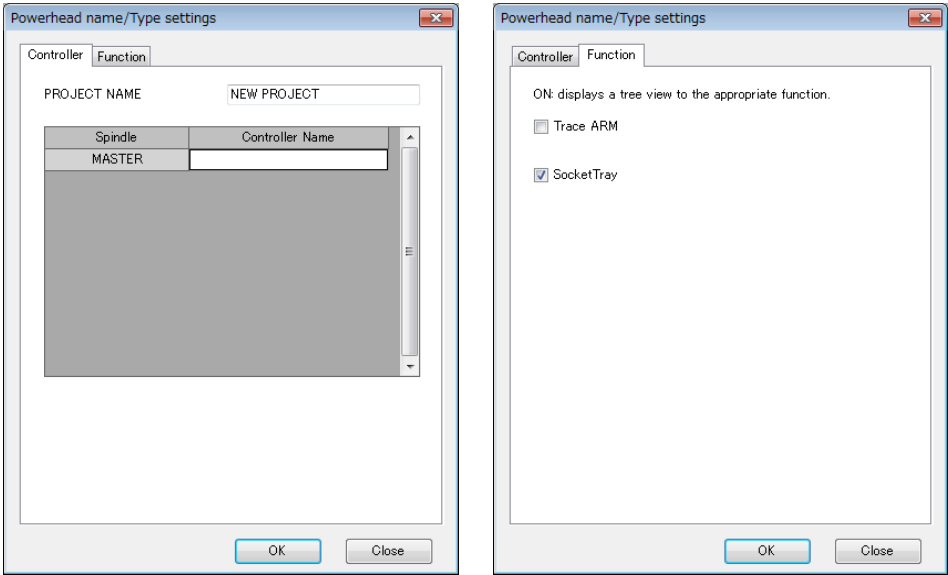 Powerhead name/Type settings
Controller Function
PROJECT NAME NEW PROJECT
Spindle Controller Name
MASTER
OK Close
Powerhead name/Type settings
Controller Function
ON: displays a tree view to the appropriate function.
Trace ARM
SocketTray
OK Close